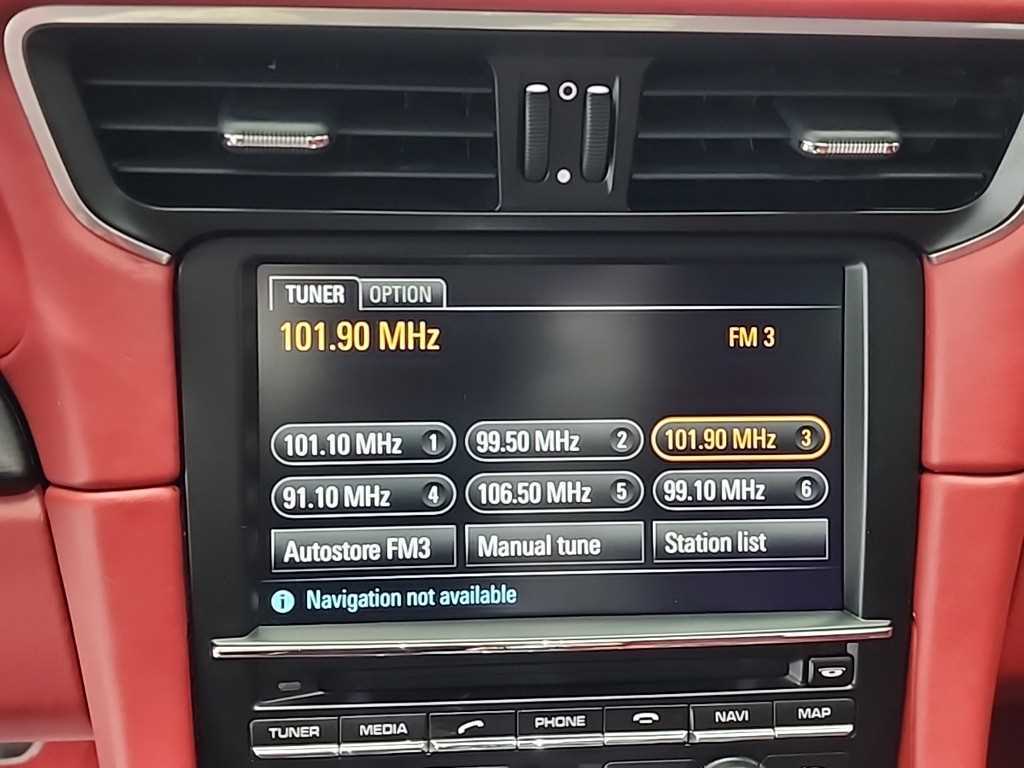 TUNER OPTION
101.90 MHz FM 3
101.10 MHz 1 99.50 MHz 2 101.90 MHz 3
91.10 MHz 4 106.50 MHz 5 99.10 MHz 6
Autostore FM3 Manual tune Station list
i Navigation not available
TUNER MEDIA PHONE NAVI MAP